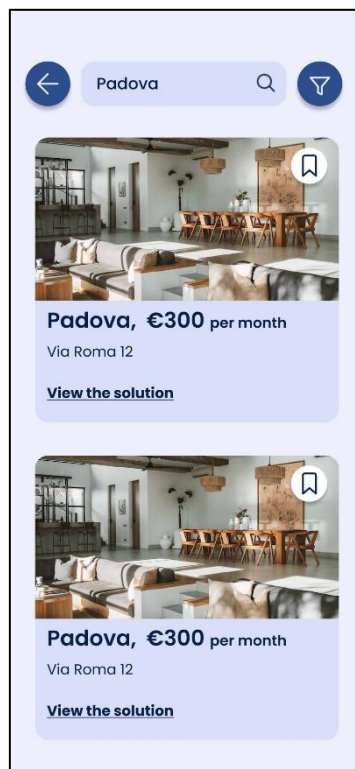 Padova
Padova, €300 per month
Via Roma 12
View the solution
Padova, €300 per month
Via Roma 12
View the solution